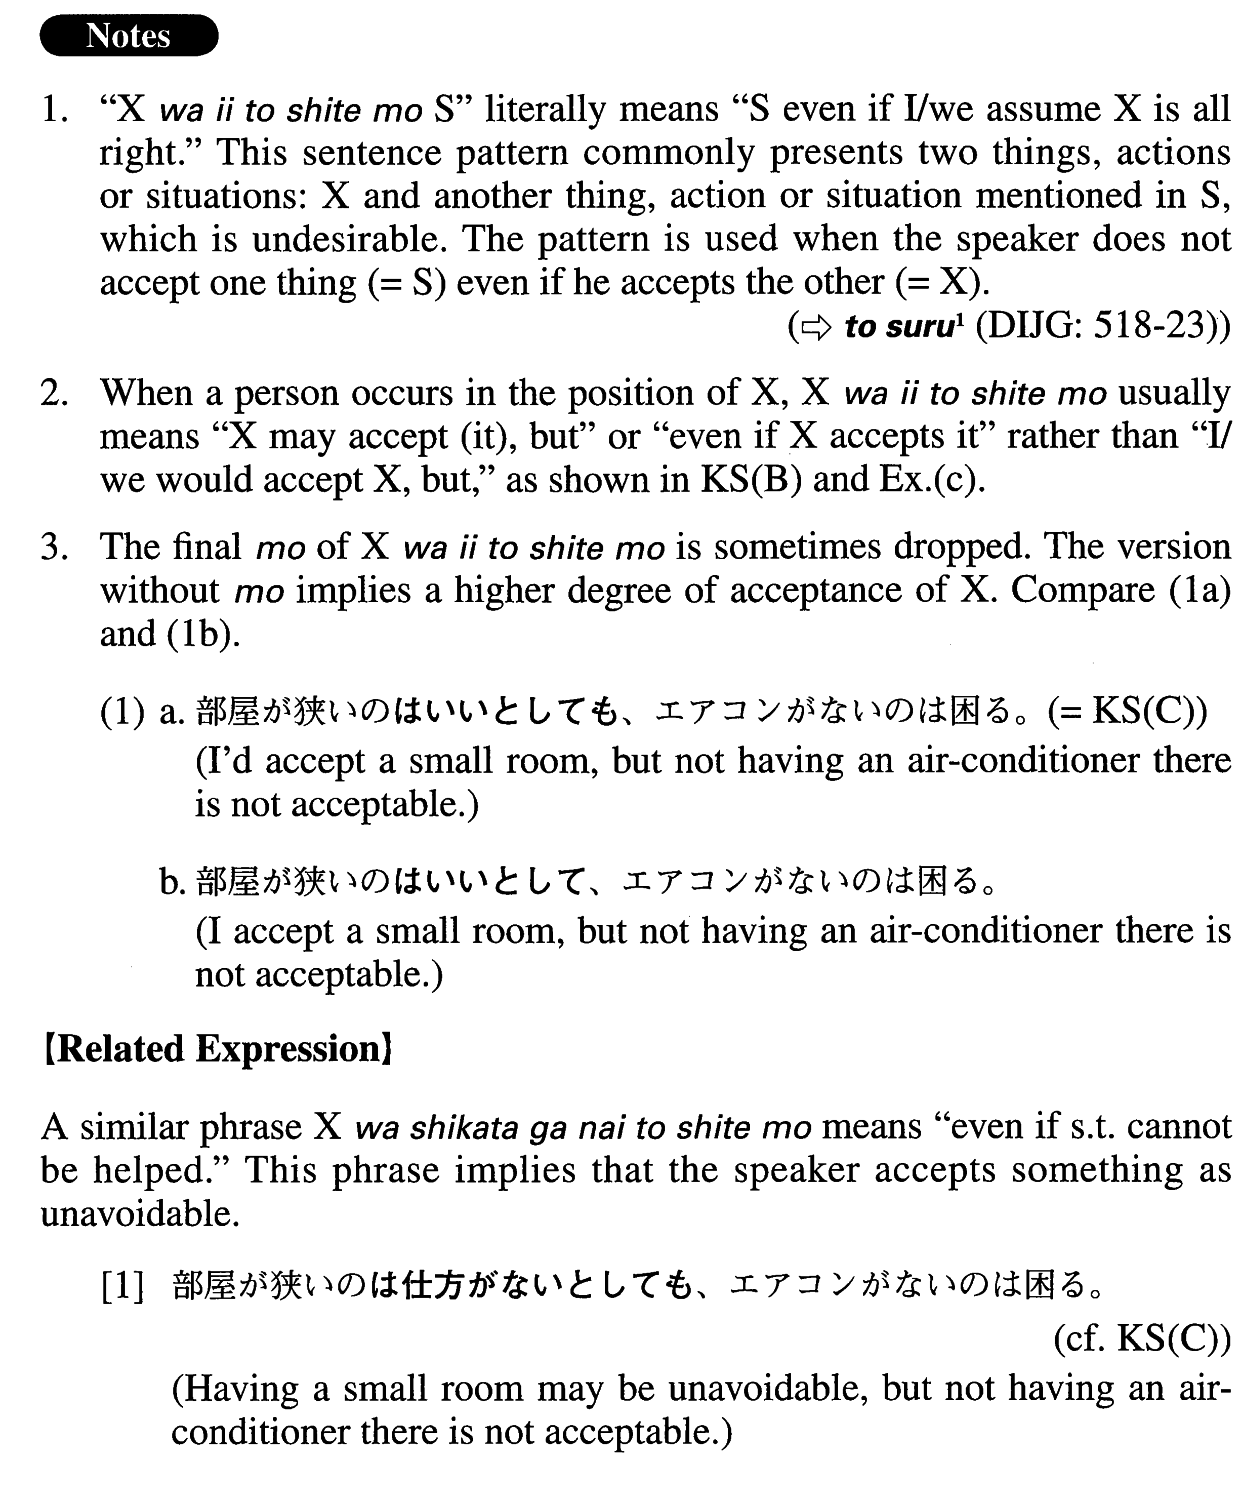 Notes
1. “X wa ii to shite mo S” literally means “S even if I/we assume X is all
right.” This sentence pattern commonly presents two things, actions
or situations: X and another thing, action or situation mentioned in S,
which is undesirable. The pattern is used when the speaker does not
accept one thing (= S) even if he accepts the other (= X).
(⇨ to suru¹ (DIJG: 518-23))
2. When a person occurs in the position of X, X wa ii to shite mo usually
means “X may accept (it), but” or “even if X accepts it” rather than “I/
we would accept X, but,” as shown in KS(B) and Ex.(c).
3. The final mo of X wa ii to shite mo is sometimes dropped. The version
without mo implies a higher degree of acceptance of X. Compare (1a)
and (1b).
(1) a. 部屋が狭いのはいいとしても、エアコンがないのは困る。(= KS(C))
(I’d accept a small room, but not having an air-conditioner there
is not acceptable.)
b. 部屋が狭いのはいいとして、エアコンがないのは困る。
(I accept a small room, but not having an air-conditioner there is
not acceptable.)
【Related Expression】
A similar phrase X wa shikata ga nai to shite mo means “even if s.t. cannot
be helped.” This phrase implies that the speaker accepts something as
unavoidable.
[1] 部屋が狭いのは仕方がないとしても、エアコンがないのは困る。
(cf. KS(C))
(Having a small room may be unavoidable, but not having an air-
conditioner there is not acceptable.)